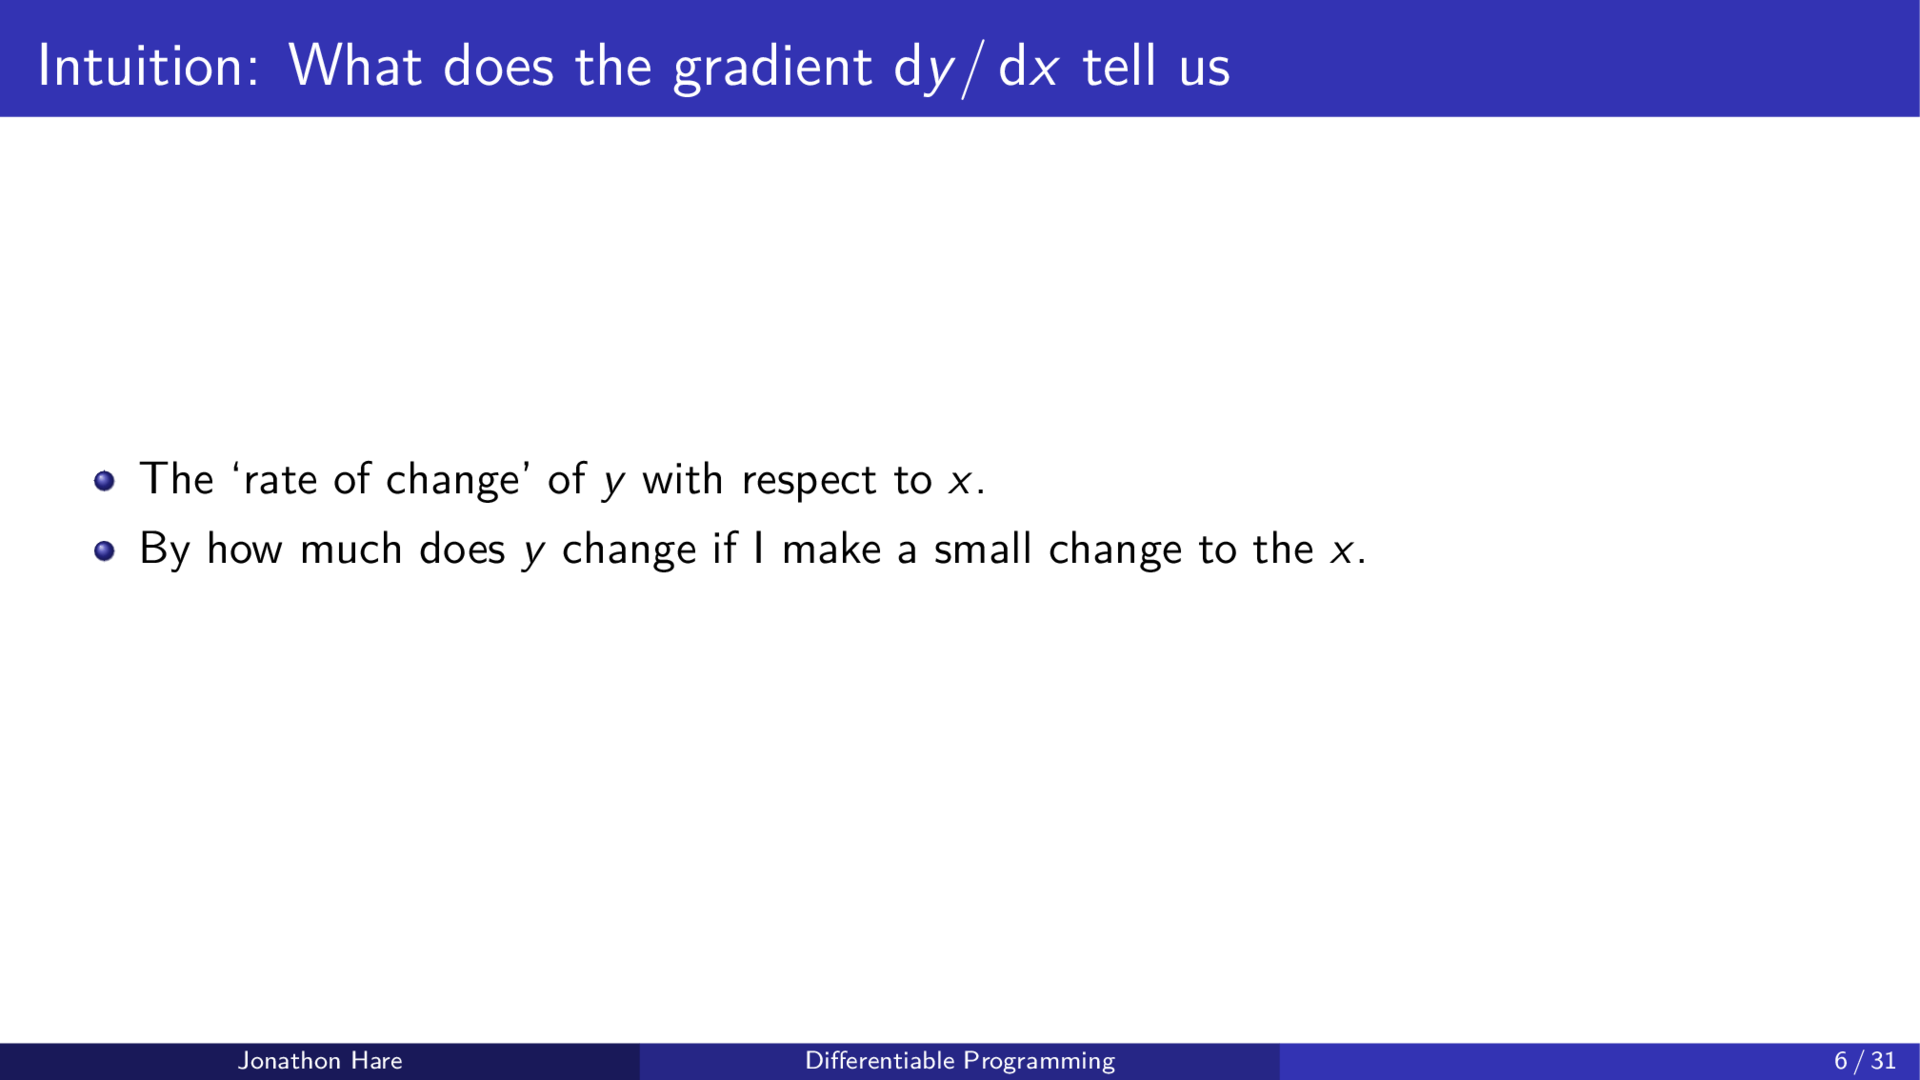 Intuition: What does the gradient dy/dx tell us
The ‘rate of change’ of y with respect to x.
By how much does y change if I make a small change to the x.
Jonathon Hare
Differentiable Programming
6 / 31